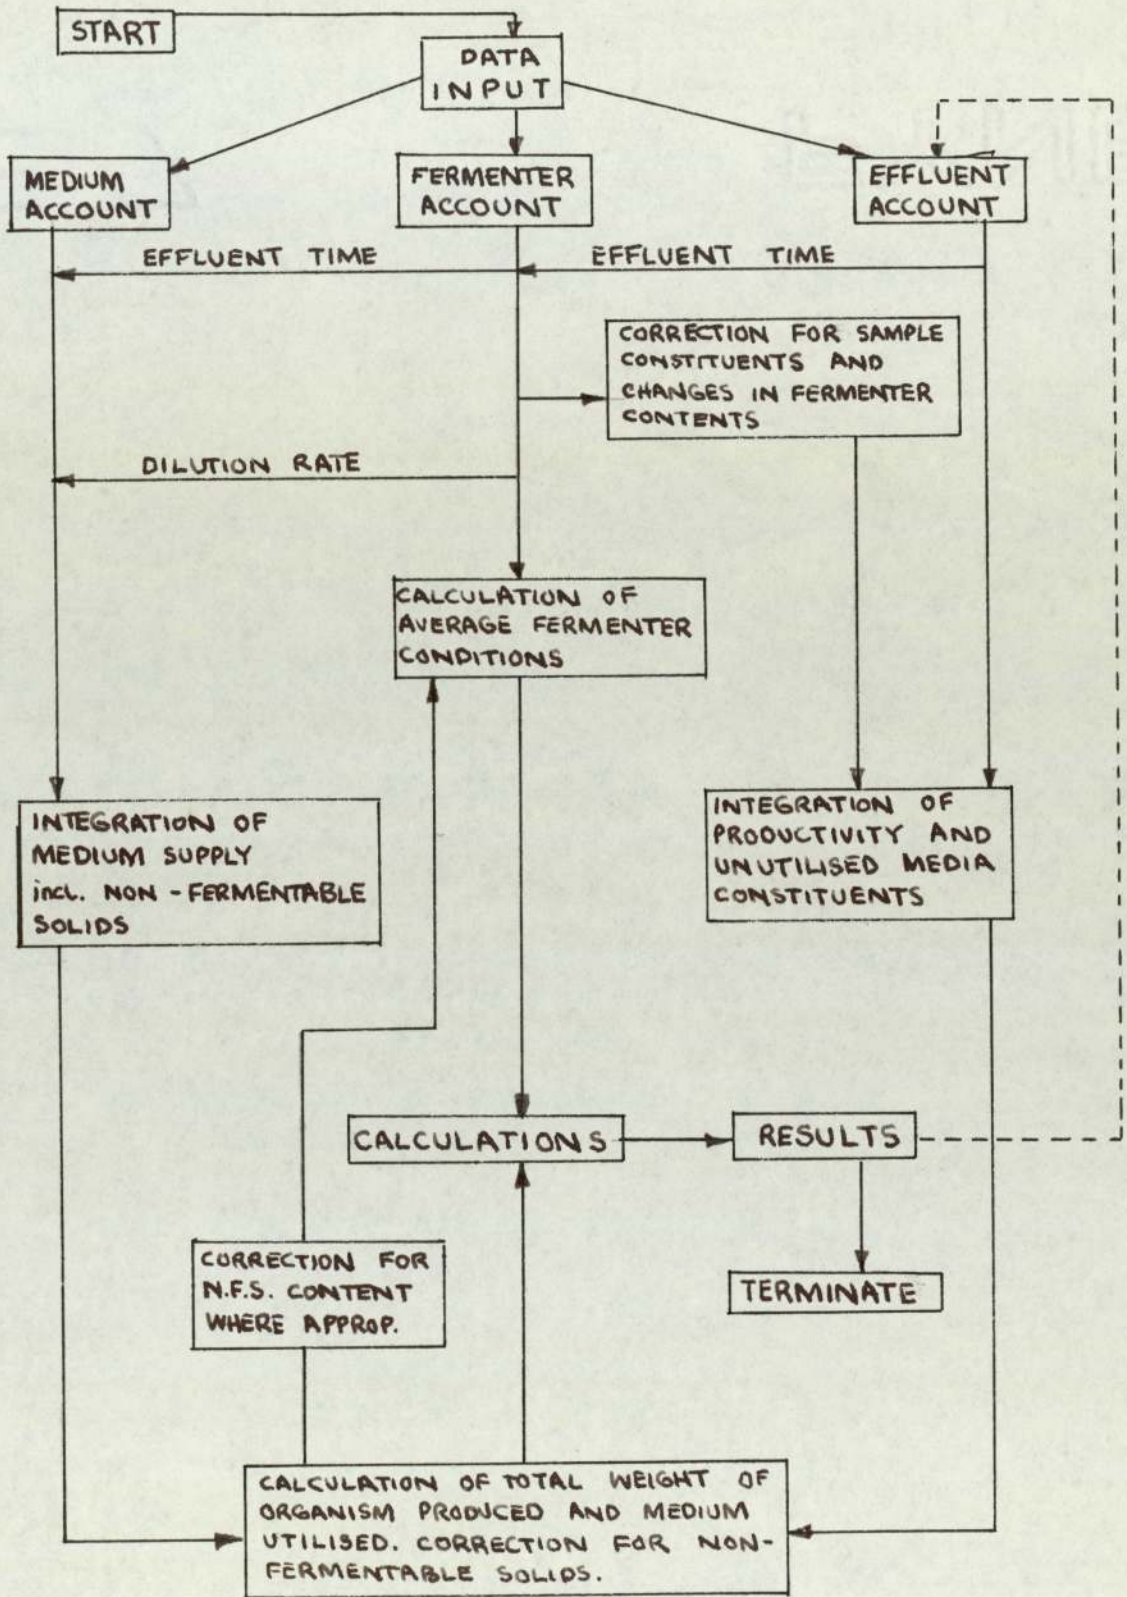 START
DATA
INPUT
MEDIUM
ACCOUNT
FERMENTER
ACCOUNT
EFFLUENT
ACCOUNT
EFFLUENT TIME
EFFLUENT TIME
CORRECTION FOR SAMPLE
CONSTITUENTS AND
CHANGES IN FERMENTER
CONTENTS
DILUTION RATE
CALCULATION OF
AVERAGE FERMENTER
CONDITIONS
INTEGRATION OF
MEDIUM SUPPLY
incl. NON-FERMENTABLE
SOLIDS
INTEGRATION OF
PRODUCTIVITY AND
UNUTILISED MEDIA
CONSTITUENTS
CALCULATIONS
RESULTS
CORRECTION FOR
N.F.S. CONTENT
WHERE APPROP.
TERMINATE
CALCULATION OF TOTAL WEIGHT OF
ORGANISM PRODUCED AND MEDIUM
UTILISED. CORRECTION FOR NON-
FERMENTABLE SOLIDS.